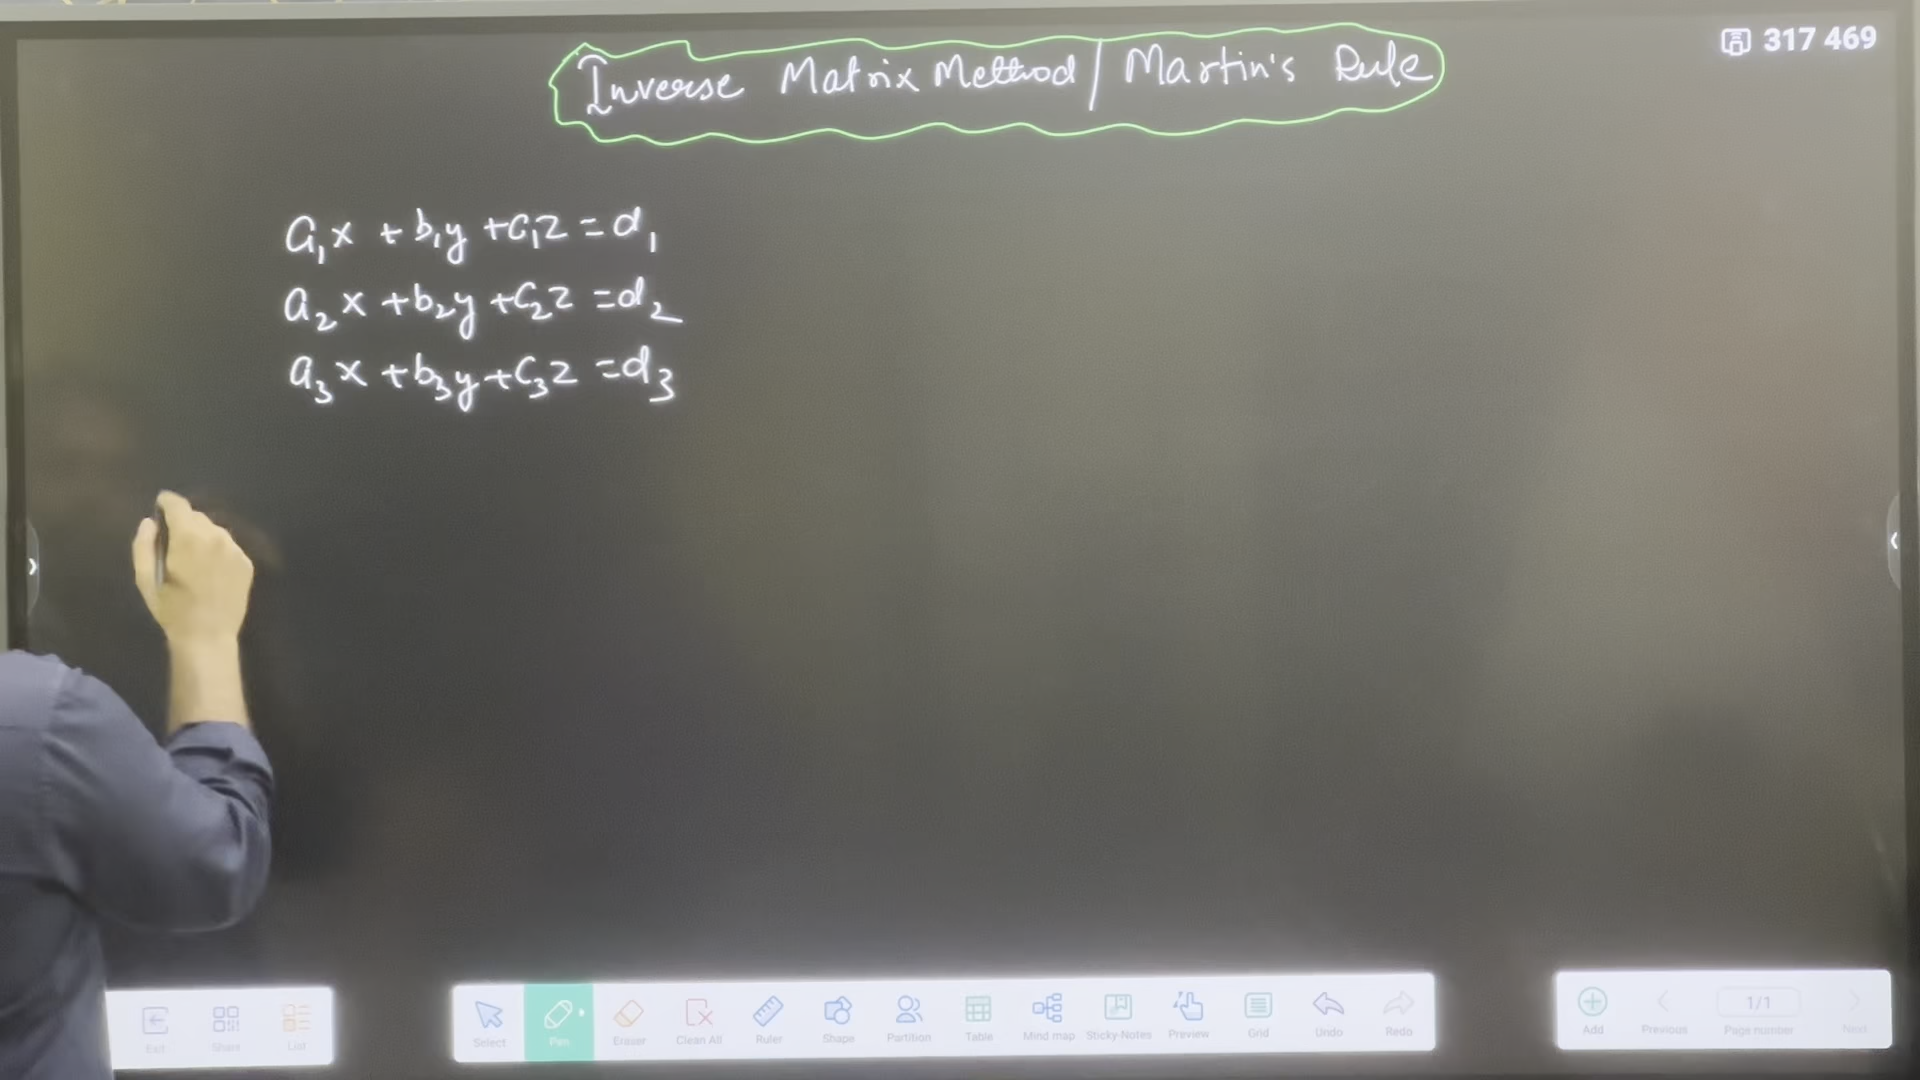 Inverse Matrix Method / Martin's Rule
317 469
a₁x + b₁y + c₁z = d₁
a₂x + b₂y + c₂z = d₂
a₃x + b₃y + c₃z = d₃
Exit Share List
Select Pen Eraser Clean All Ruler Shape Partition Table Mind map Sticky-Notes Preview Grid Undo Redo
Add Previous 1/1 Page number Next